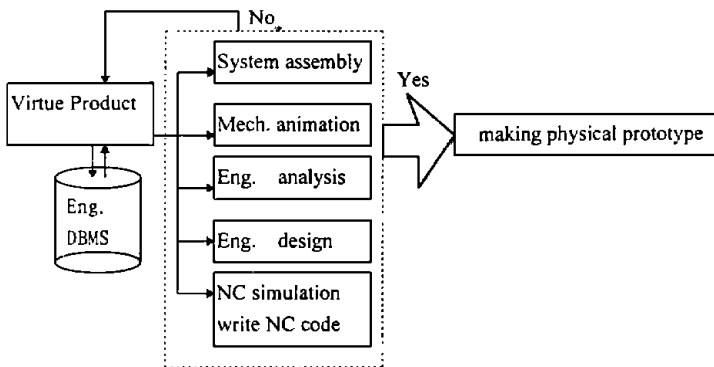 No
System assembly
Yes
Virtue Product
Mech. animation
making physical prototype
Eng. analysis
Eng.
DBMS
Eng. design
NC simulation
write NC code